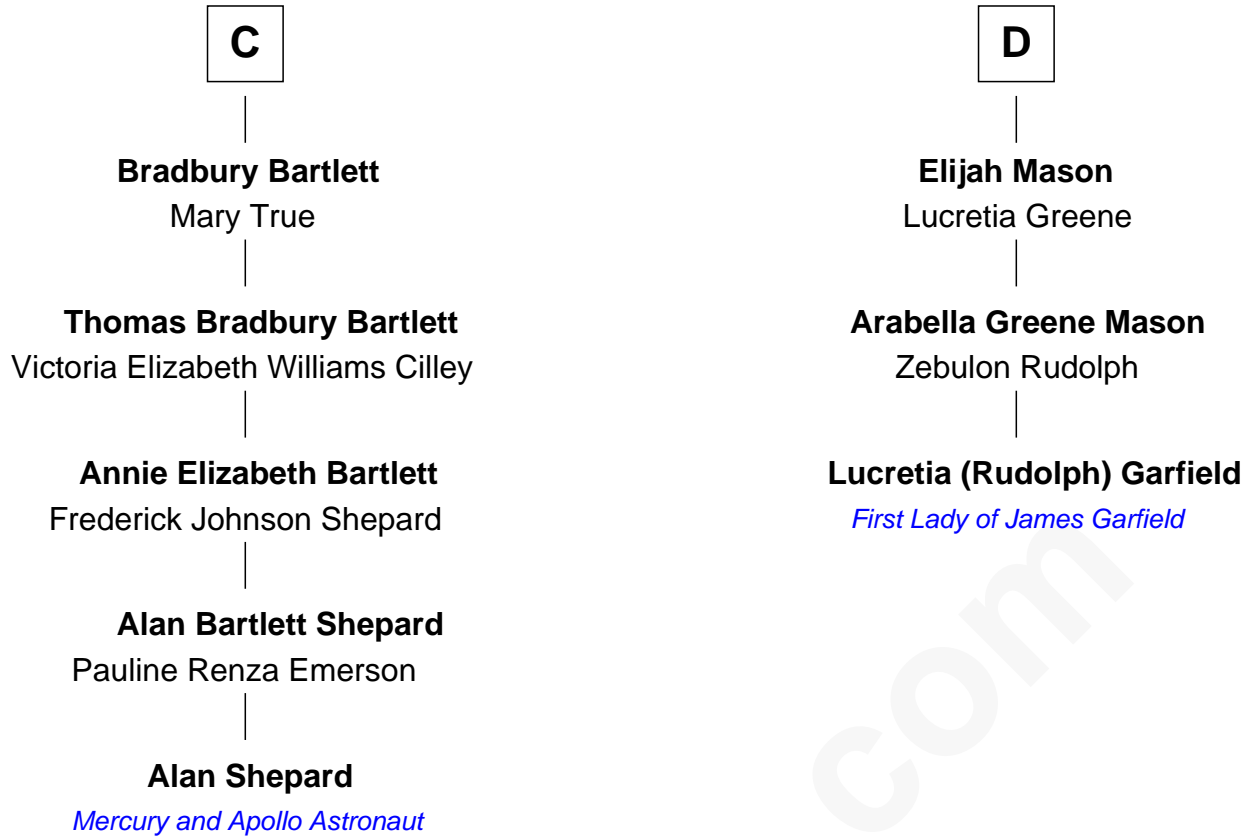 C
Bradbury Bartlett
Mary True
Thomas Bradbury Bartlett
Victoria Elizabeth Williams Cilley
Annie Elizabeth Bartlett
Frederick Johnson Shepard
Alan Bartlett Shepard
Pauline Renza Emerson
Alan Shepard
Mercury and Apollo Astronaut
D
Elijah Mason
Lucretia Greene
Arabella Greene Mason
Zebulon Rudolph
Lucretia (Rudolph) Garfield
First Lady of James Garfield
com